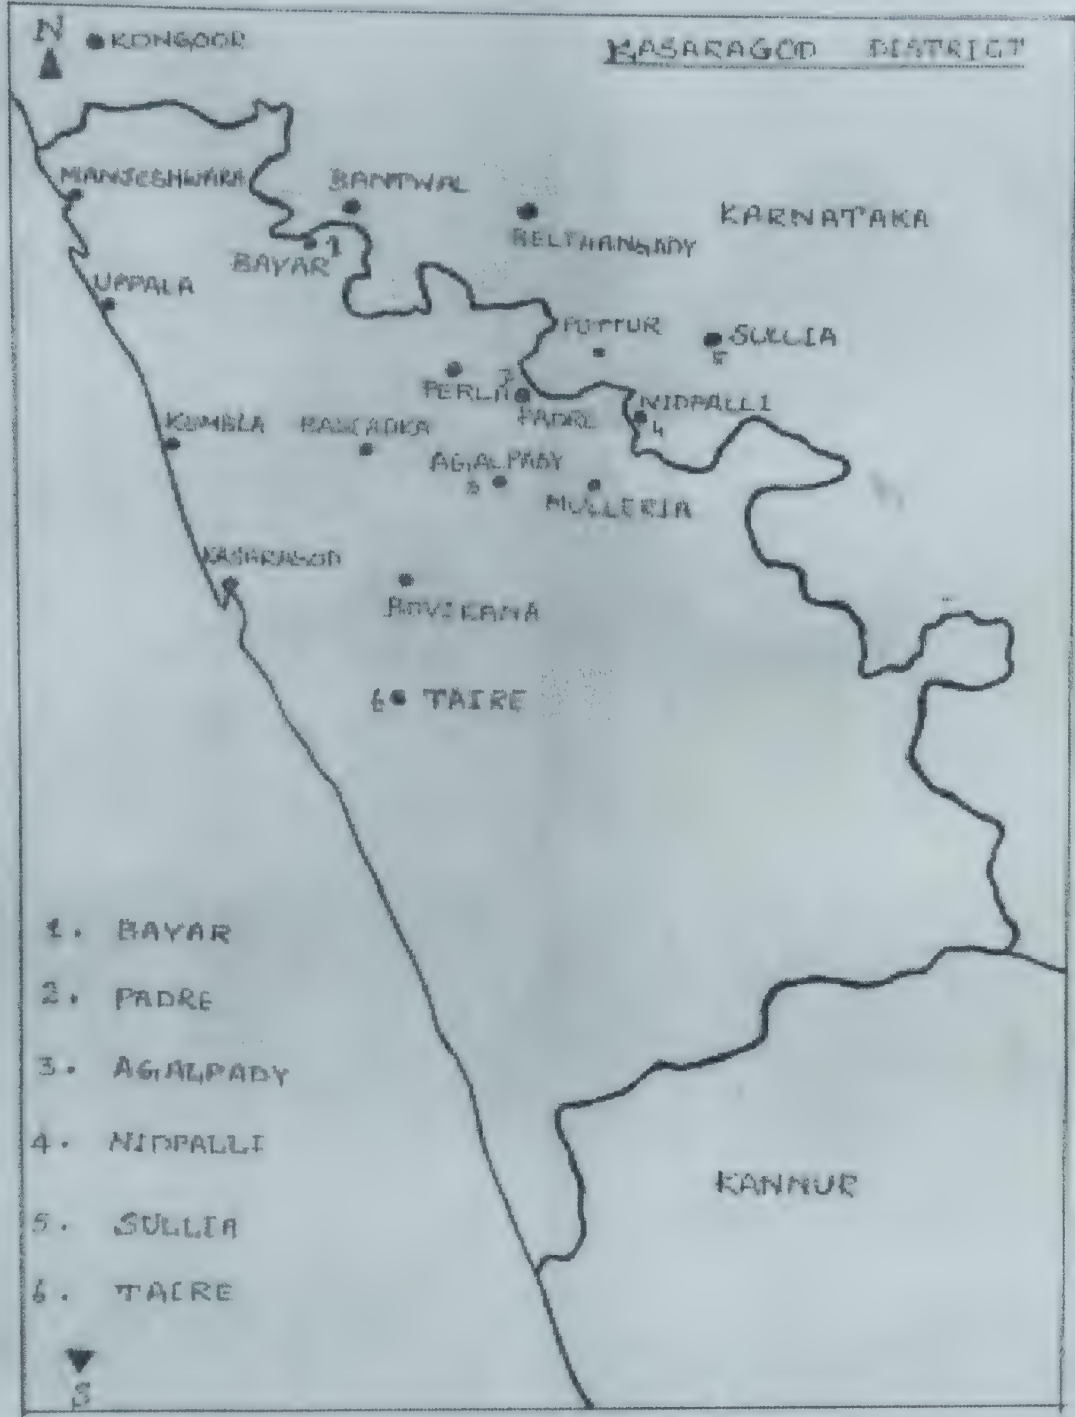 N
KONGOOR
KASARAGOD DISTRICT
MANJESHWARA
BANTWAL
KARNATAKA
BELTHANGADY
BAYAR 1
UPPALA
PUTTUR
SULLIA
5
PERLA
2
PADRE
NIDPALLI
4
KUMBLA
AGALPADY
3
MULLERIA
KASARAGOD
BOVIKANA
6 TAIRE
1. BAYAR
2. PADRE
3. AGALPADY
4. NIDPALLI
5. SULLIA
6. TAIRE
KANNUR
S